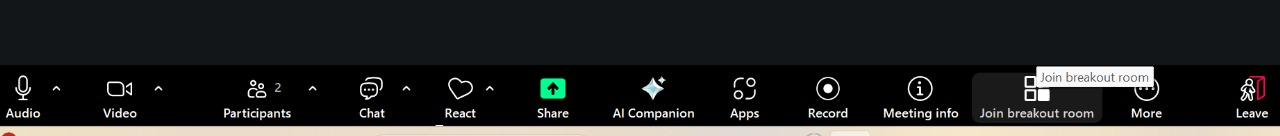 Join breakout room
2
Audio
Video
Participants
Chat
React
Share
AI Companion
Apps
Record
Meeting info
Join breakout room
More
Leave